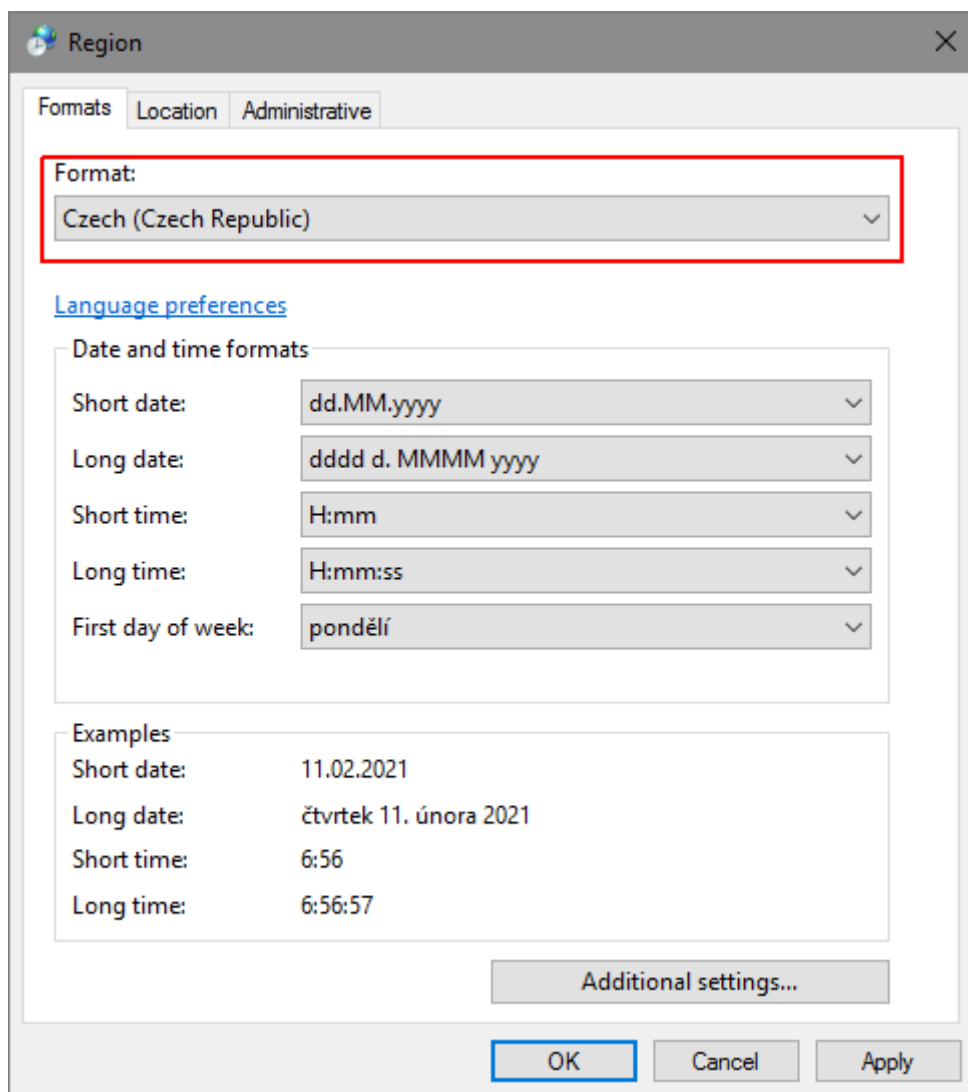 Region
Formats Location Administrative
Format:
Czech (Czech Republic)
Language preferences
Date and time formats
Short date: dd.MM.yyyy
Long date: dddd d. MMMM yyyy
Short time: H:mm
Long time: H:mm:ss
First day of week: pondělí
Examples
Short date: 11.02.2021
Long date: čtvrtek 11. února 2021
Short time: 6:56
Long time: 6:56:57
Additional settings...
OK Cancel Apply